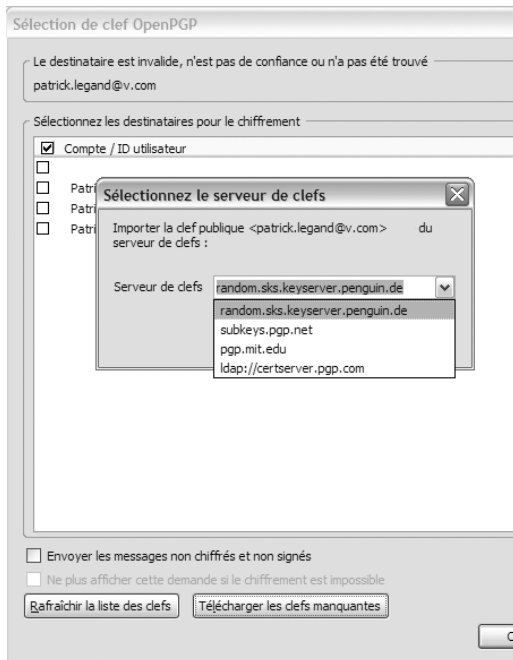 Sélection de clef OpenPGP
Le destinataire est invalide, n'est pas de confiance ou n'a pas été trouvé
patrick.legand@v.com
Sélectionnez les destinataires pour le chiffrement
Compte / ID utilisateur
Patri
Patri
Patri
Sélectionnez le serveur de clefs
Importer la clef publique <patrick.legand@v.com> du
serveur de clefs :
Serveur de clefs random.sks.keyserver.penguin.de
random.sks.keyserver.penguin.de
subkeys.pgp.net
pgp.mit.edu
ldap://certserver.pgp.com
Envoyer les messages non chiffrés et non signés
Ne plus afficher cette demande si le chiffrement est impossible
Rafraîchir la liste des clefs Télécharger les clefs manquantes